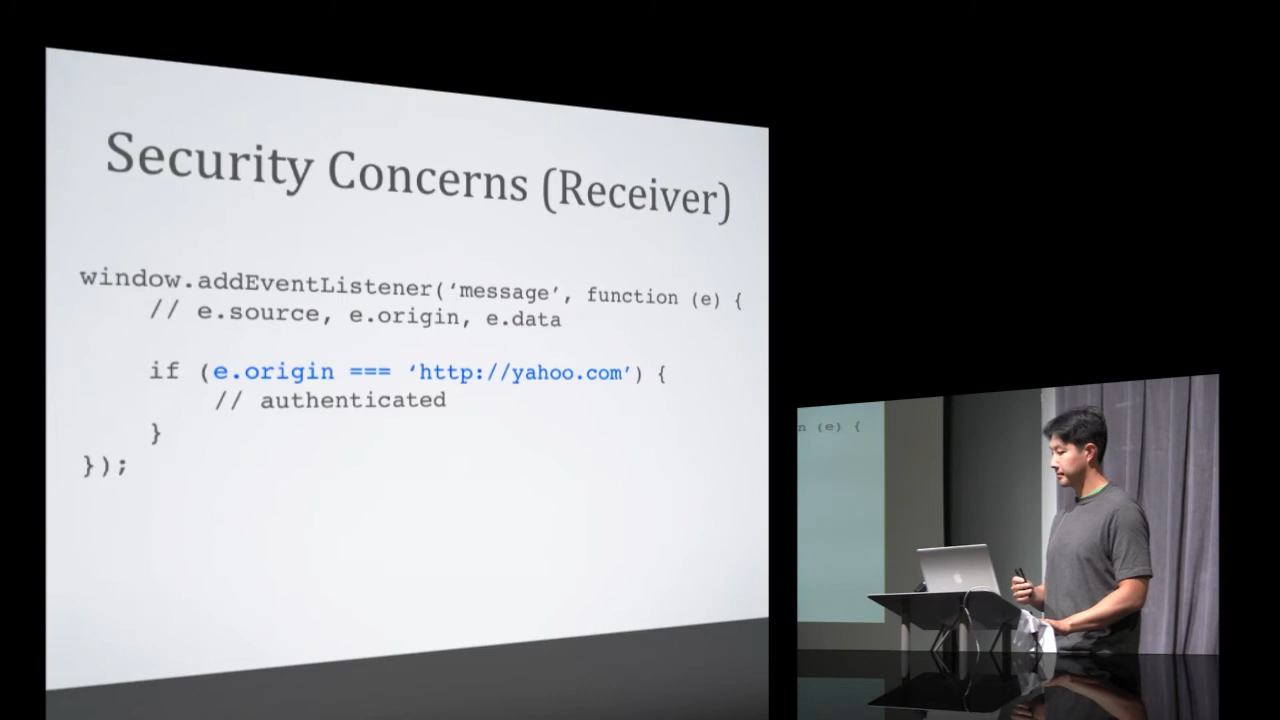 Security Concerns (Receiver)
window.addEventListener(‘message’, function (e) {
// e.source, e.origin, e.data
if (e.origin === ‘http://yahoo.com’) {
// authenticated
}
});
n (e) {